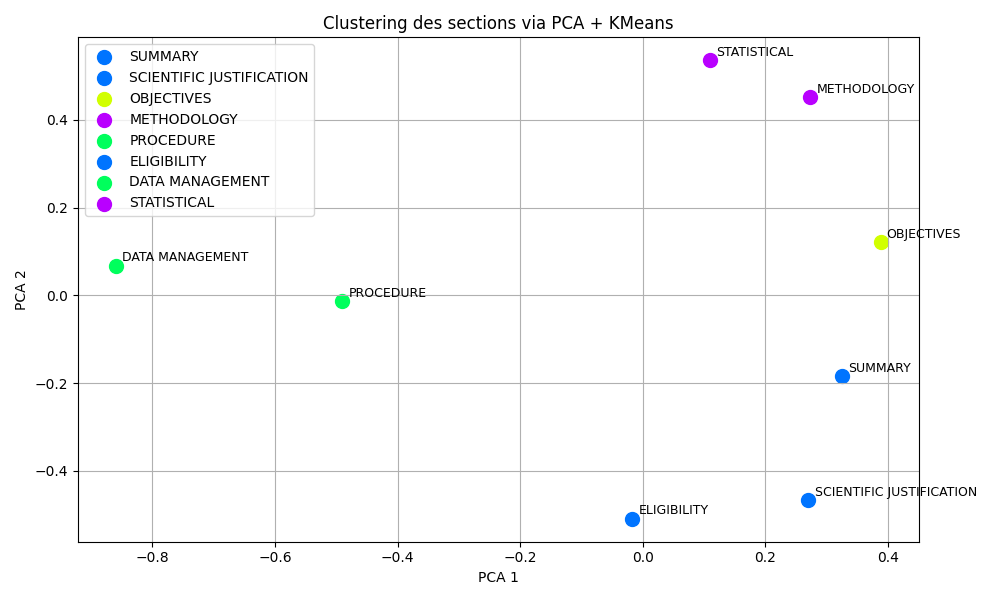 Clustering des sections via PCA + KMeans
SUMMARY
SCIENTIFIC JUSTIFICATION
OBJECTIVES
METHODOLOGY
PROCEDURE
ELIGIBILITY
DATA MANAGEMENT
STATISTICAL
STATISTICAL
METHODOLOGY
OBJECTIVES
DATA MANAGEMENT
PROCEDURE
SUMMARY
SCIENTIFIC JUSTIFICATION
ELIGIBILITY
PCA 2
0.4
0.2
0.0
−0.2
−0.4
−0.8 −0.6 −0.4 −0.2 0.0 0.2 0.4
PCA 1